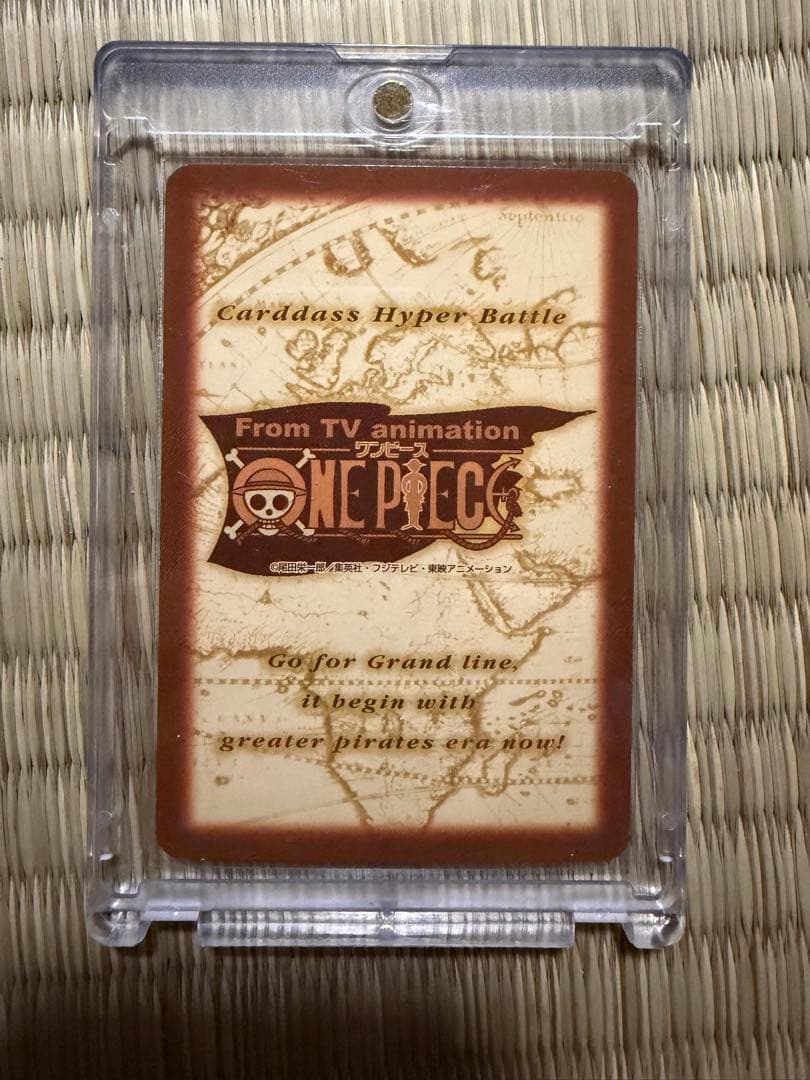 Septentrio
Carddass Hyper Battle
From TV animation
ワンピース
ONE PIECE
©尾田栄一郎/集英社・フジテレビ・東映アニメーション
Go for Grand line,
it begin with
greater pirates era now!